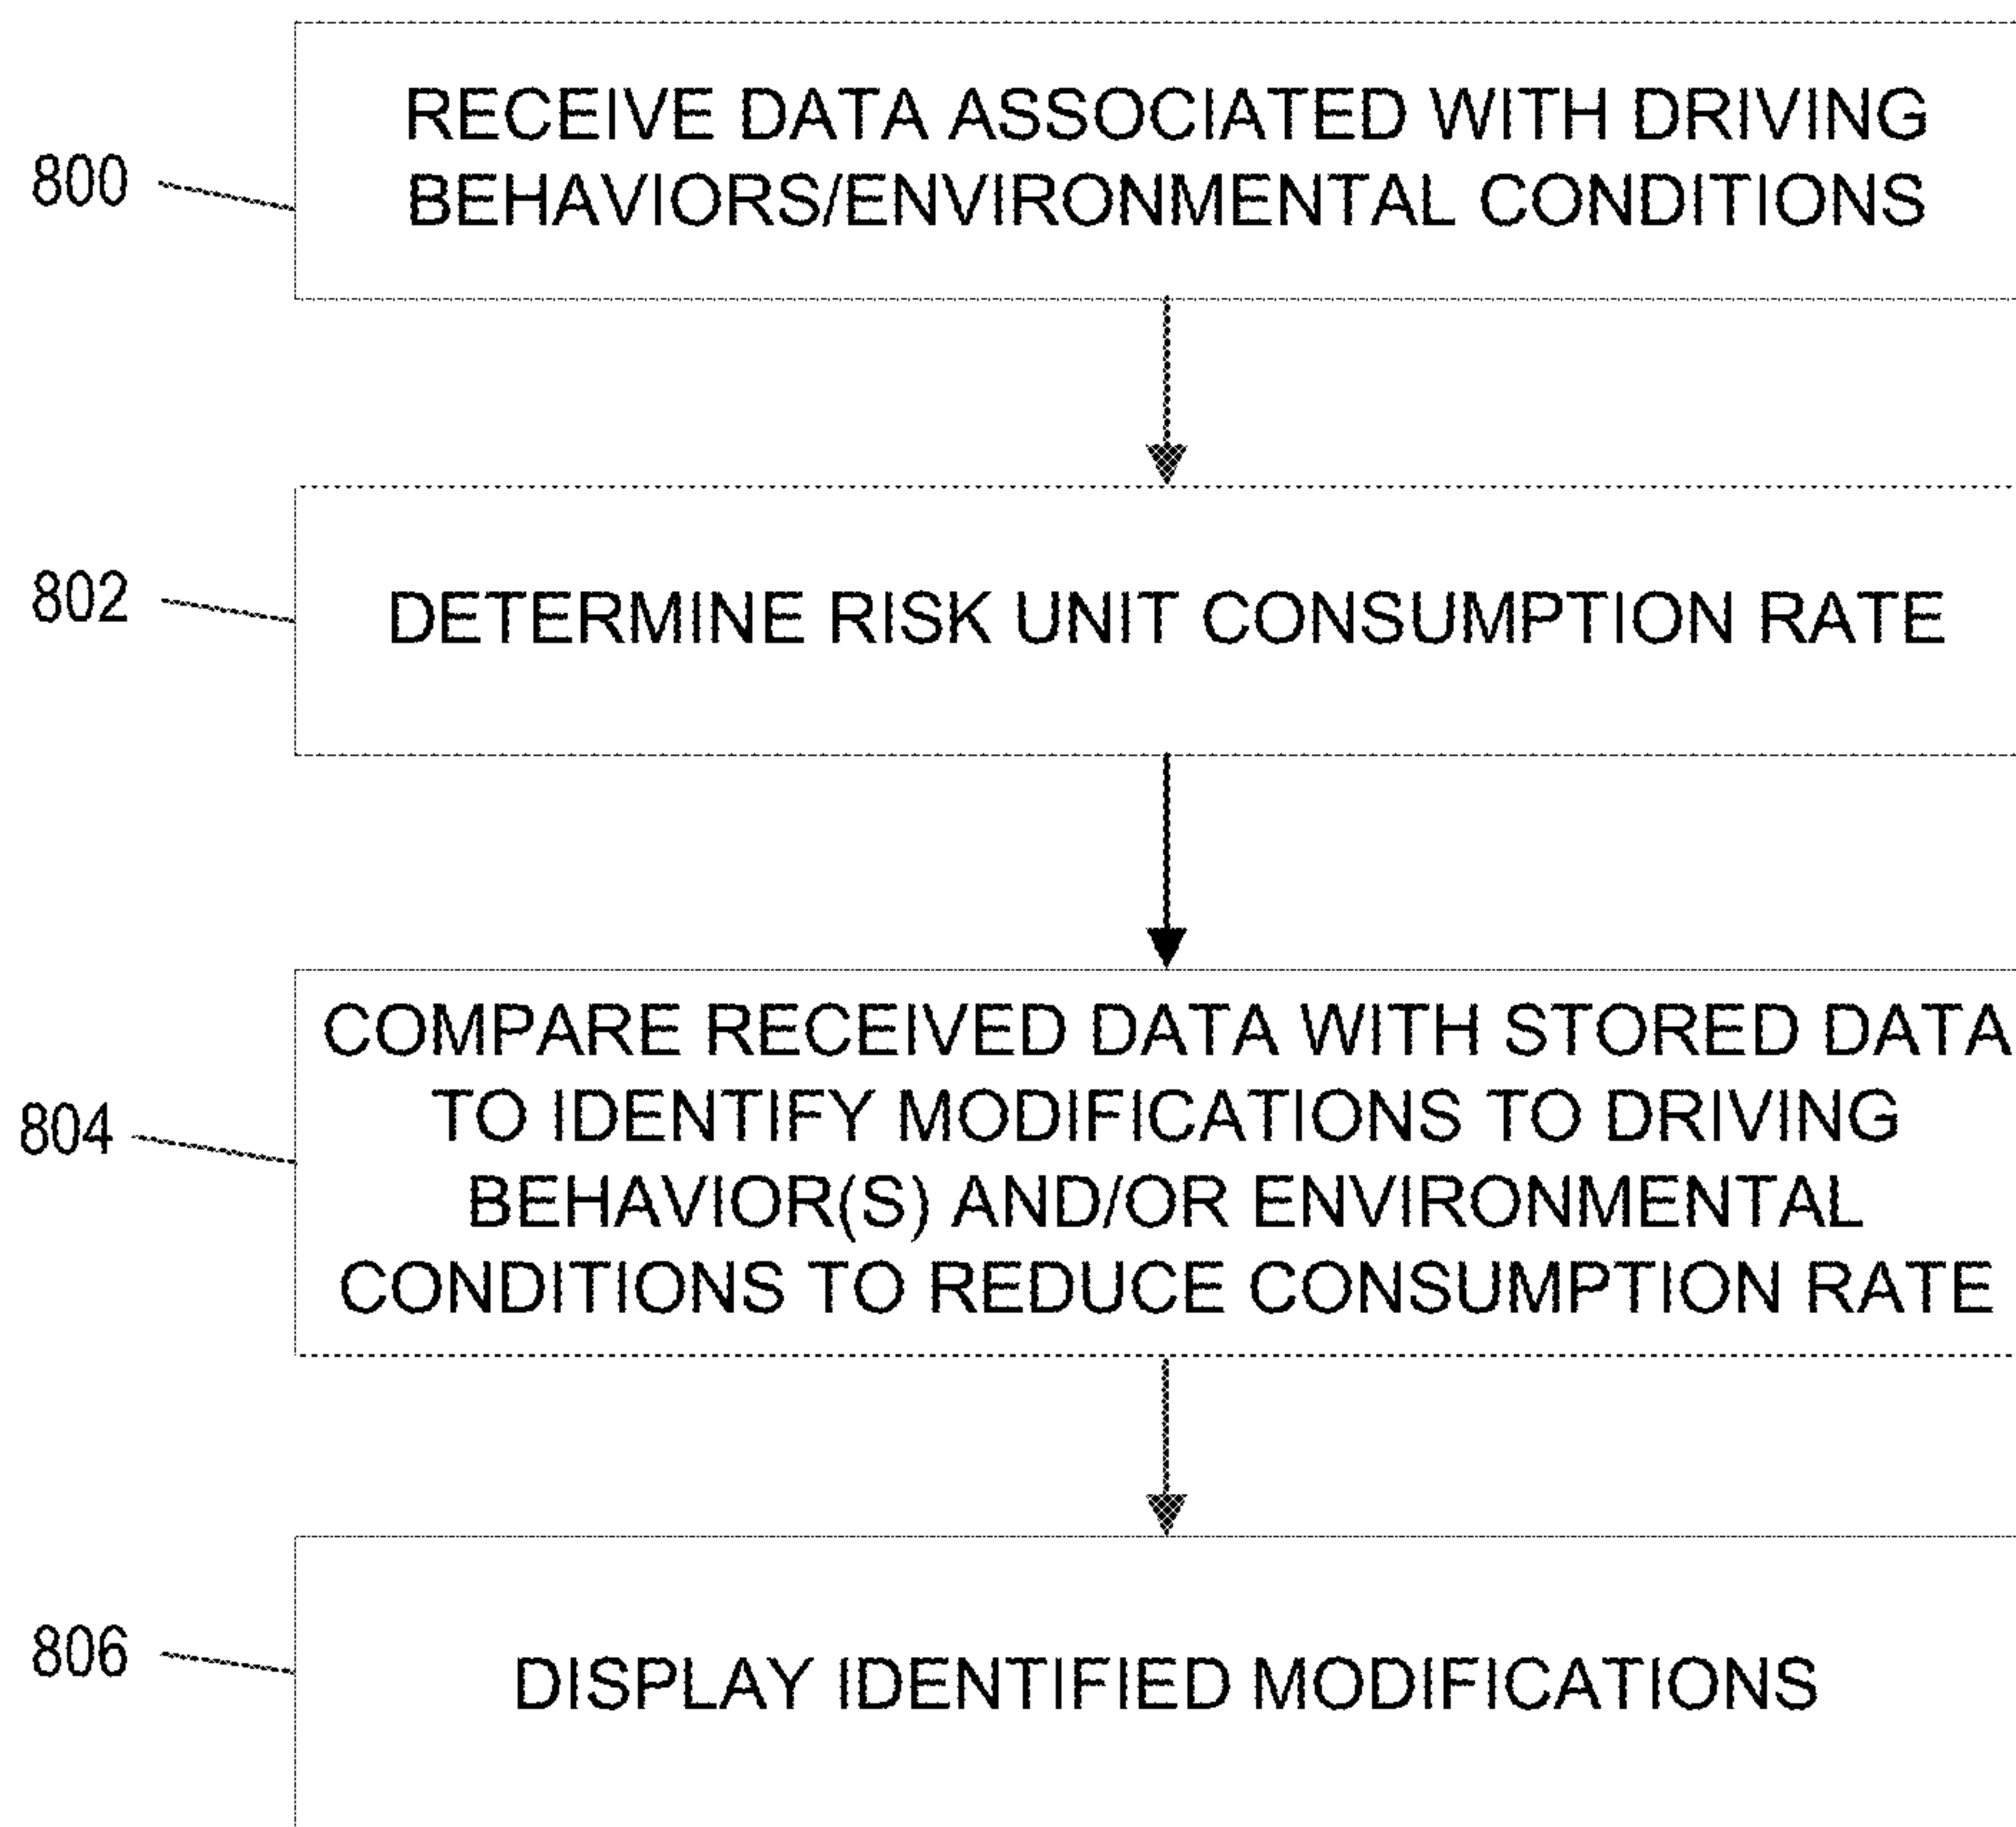 RECEIVE DATA ASSOCIATED WITH DRIVING
BEHAVIORS/ENVIRONMENTAL CONDITIONS
800
802
DETERMINE RISK UNIT CONSUMPTION RATE
COMPARE RECEIVED DATA WITH STORED DATA
TO IDENTIFY MODIFICATIONS TO DRIVING
804
BEHAVIOR(S) AND/OR ENVIRONMENTAL
CONDITIONS TO REDUCE CONSUMPTION RATE
806
DISPLAY IDENTIFIED MODIFICATIONS